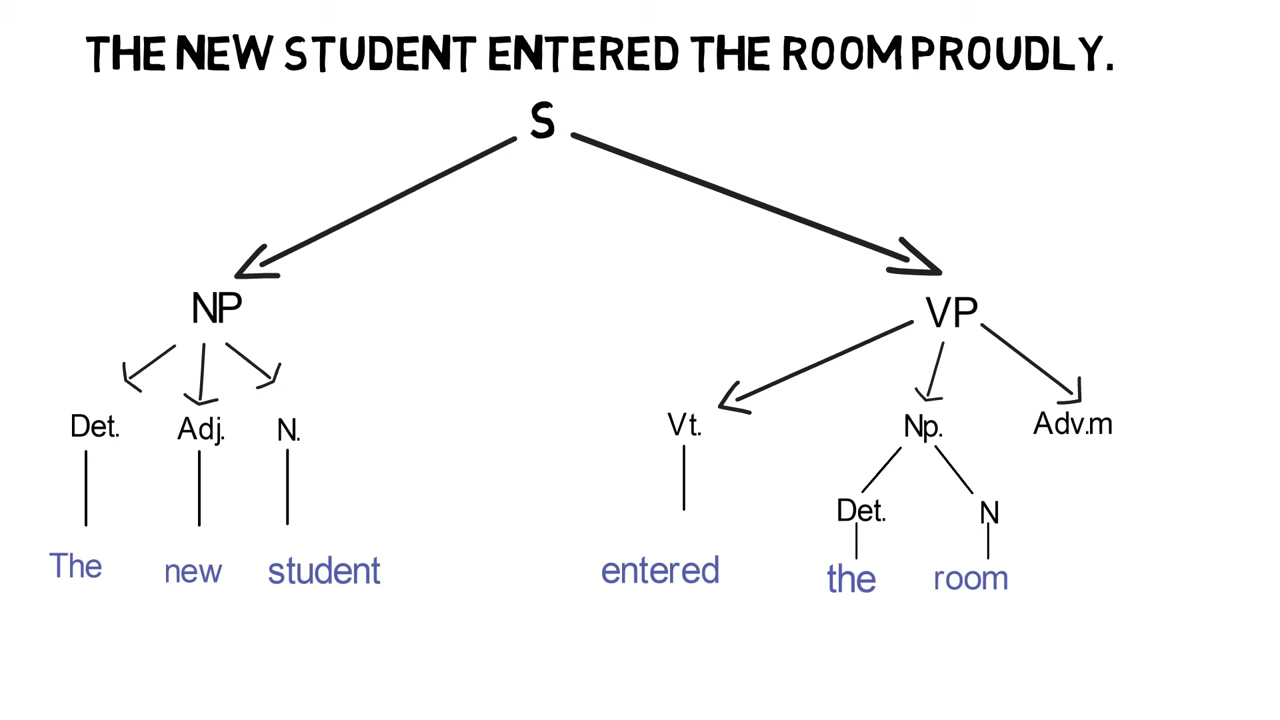 THE NEW STUDENT ENTERED THE ROOM PROUDLY.
S
NP VP
Det. Adj. N. Vt. Np. Adv.m
Det. N
The new student entered the room